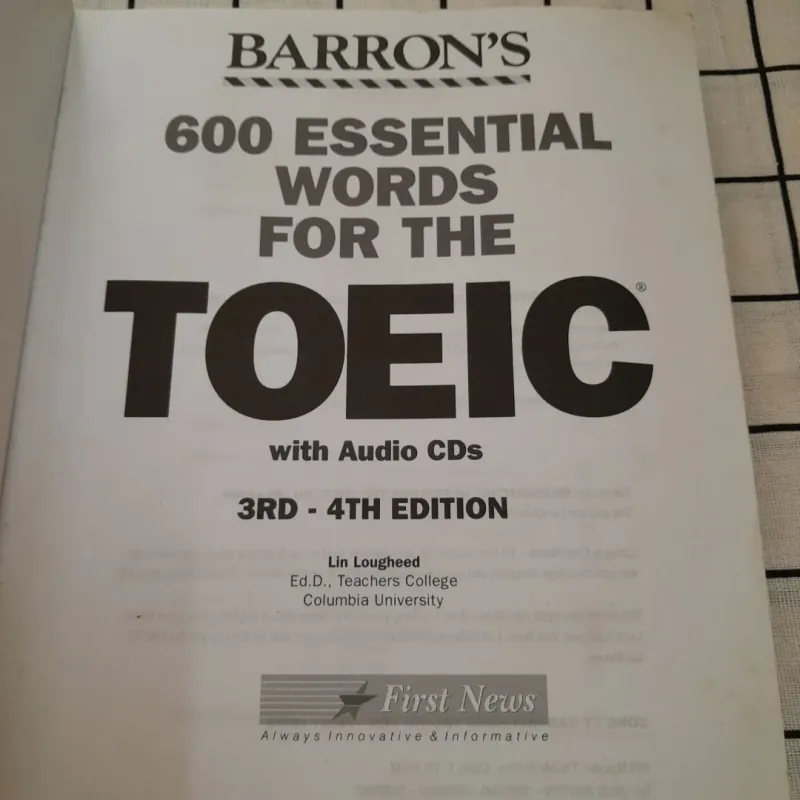 BARRON'S
600 ESSENTIAL
WORDS
FOR THE
TOEIC®
with Audio CDs
3RD - 4TH EDITION
Lin Lougheed
Ed.D., Teachers College
Columbia University
First News
Always Innovative & Informative